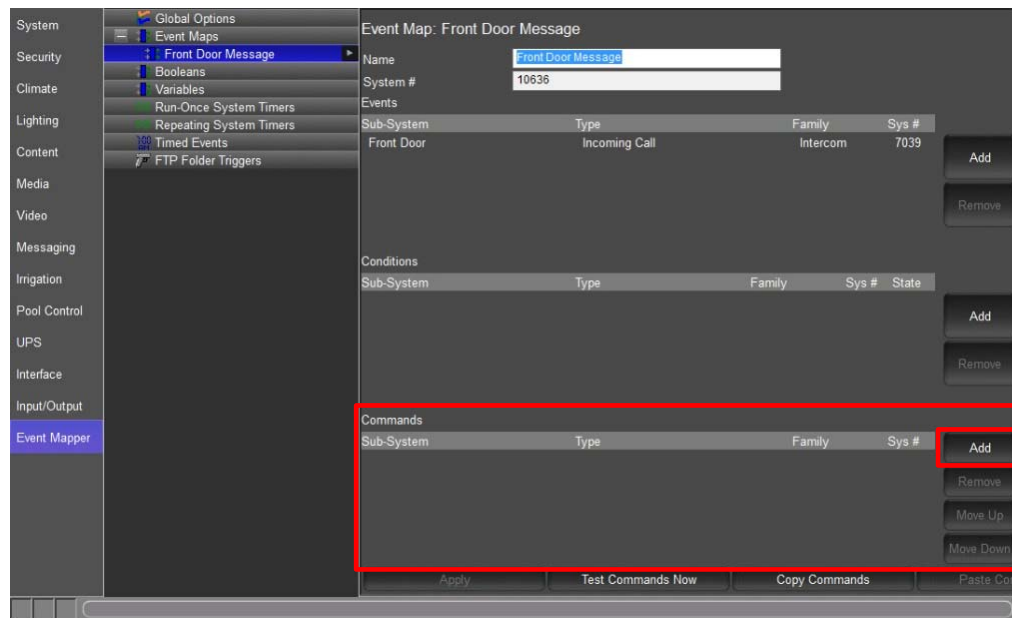 System
Security
Climate
Lighting
Content
Media
Video
Messaging
Irrigation
Pool Control
UPS
Interface
Input/Output
Event Mapper
Global Options
Event Maps
Front Door Message
Booleans
Variables
Run-Once System Timers
Repeating System Timers
Timed Events
FTP Folder Triggers
Event Map: Front Door Message
Name Front Door Message
System # 10636
Events
Sub-System Type Family Sys #
Front Door Incoming Call Intercom 7039
Add
Remove
Conditions
Sub-System Type Family Sys # State
Add
Remove
Commands
Sub-System Type Family Sys #
Add
Remove
Move Up
Move Down
Apply Test Commands Now Copy Commands Paste Co